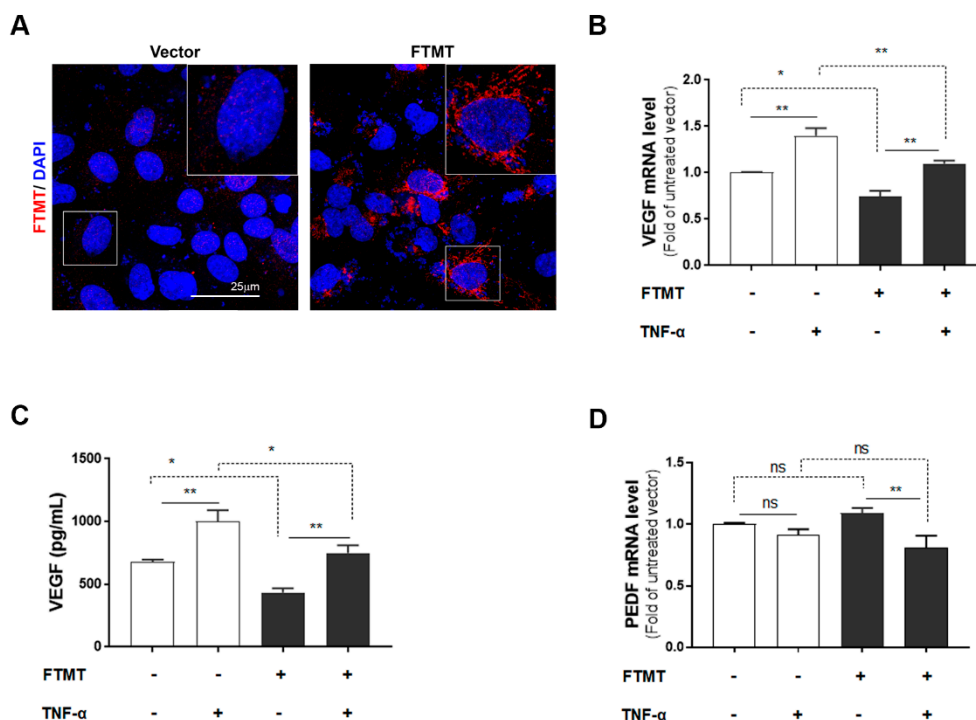 A
Vector
FTMT
FTMT/ DAPI
25μm
B
VEGF mRNA level
(Fold of untreated vector)
2.0
1.5
1.0
0.5
0.0
**
*
**
**
FTMT - - + +
TNF-α - + - +
C
VEGF (pg/mL)
1500
1000
500
0
*
*
**
**
FTMT - - + +
TNF-α - + - +
D
PEDF mRNA level
(Fold of untreated vector)
1.5
1.0
0.5
0.0
ns
ns
**
ns
FTMT - - + +
TNF-α - + - +